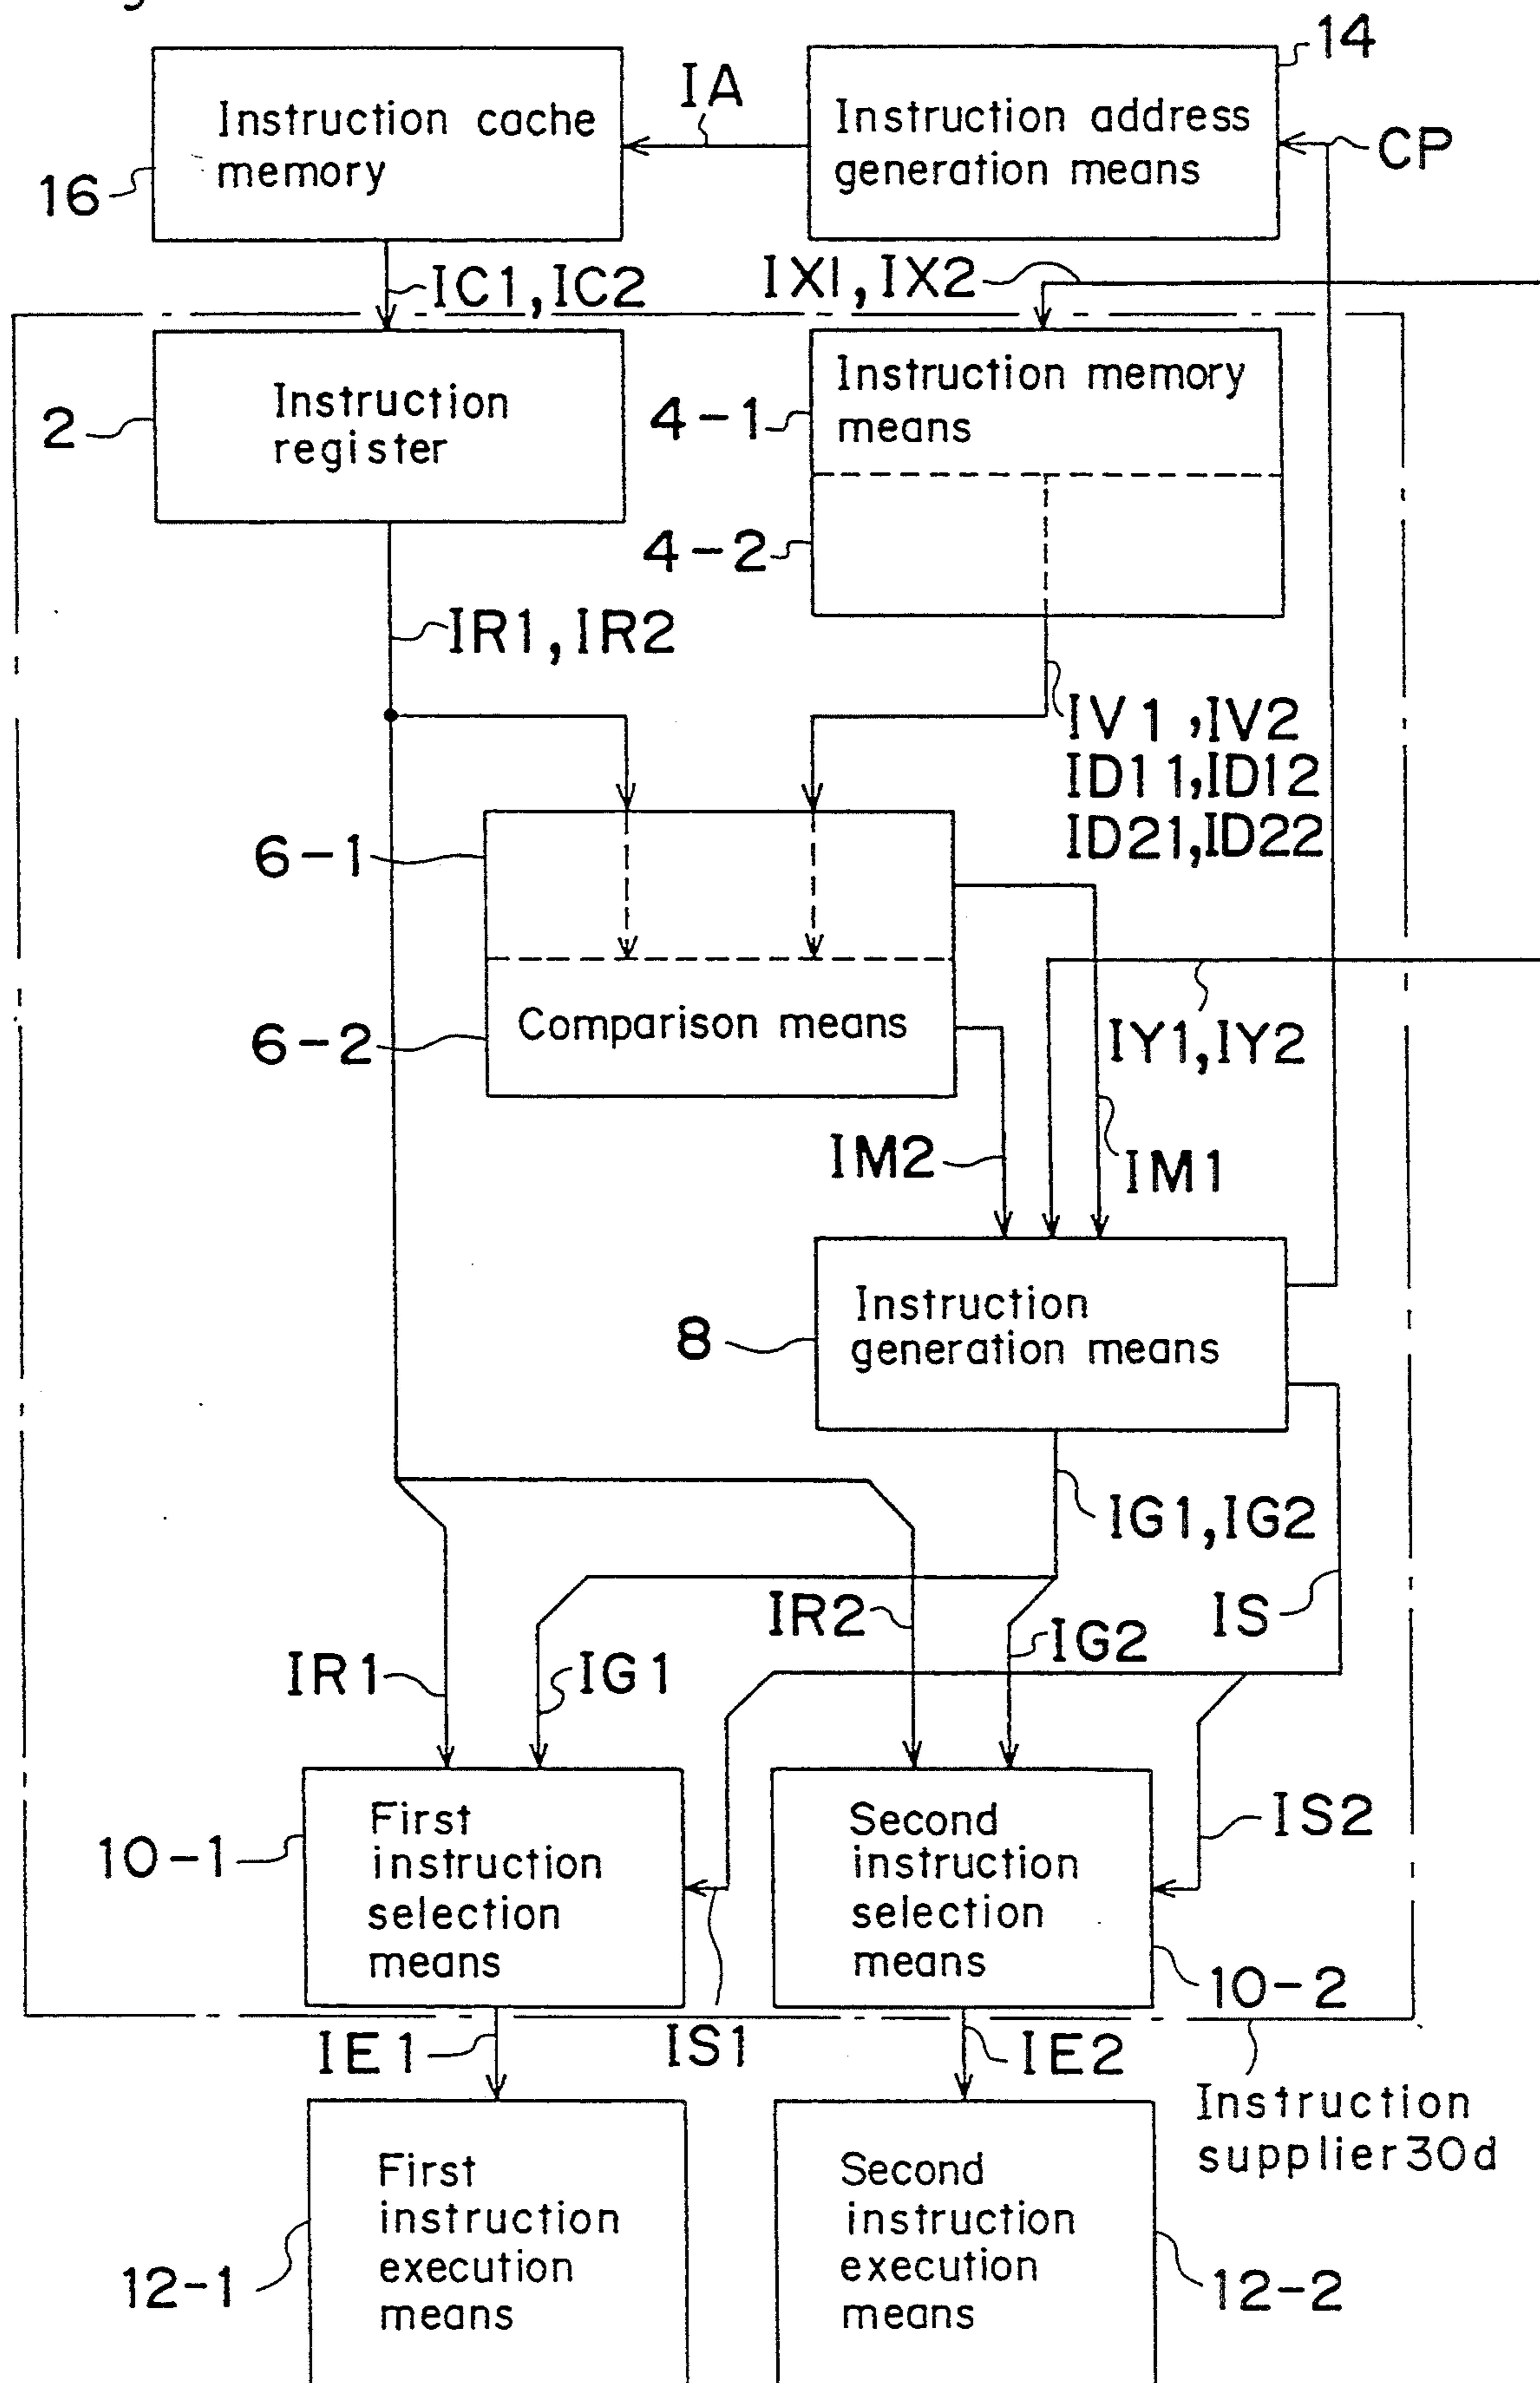 14
Instruction cache
memory
IA
Instruction address
generation means
CP
16
IC1, IC2
IX1, IX2
Instruction
register
2
Instruction memory
means
4-1
4-2
IR1, IR2
IV1, IV2
ID11, ID12
ID21, ID22
6-1
6-2
Comparison means
IY1, IY2
IM2
IM1
Instruction
generation means
8
IG1, IG2
IR2
IS
IG2
IR1
IG1
First
instruction
selection
means
10-1
Second
instruction
selection
means
IS2
10-2
IE1
IS1
IE2
Instruction
supplier 30d
First
instruction
execution
means
12-1
Second
instruction
execution
means
12-2